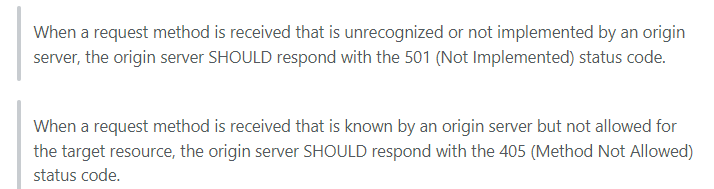 When a request method is received that is unrecognized or not implemented by an origin
server, the origin server SHOULD respond with the 501 (Not Implemented) status code.
When a request method is received that is known by an origin server but not allowed for
the target resource, the origin server SHOULD respond with the 405 (Method Not Allowed)
status code.